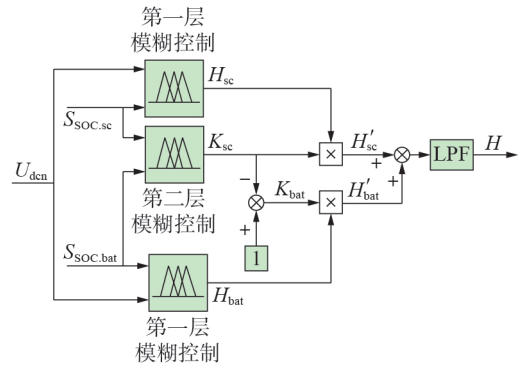 第一层
模糊控制
H_sc
S_SOC.sc
K_sc
×
H'_sc
+
LPF
H
U_dcn
第二层
模糊控制
−
K_bat
×
H'_bat
+
+
1
S_SOC.bat
H_bat
第一层
模糊控制